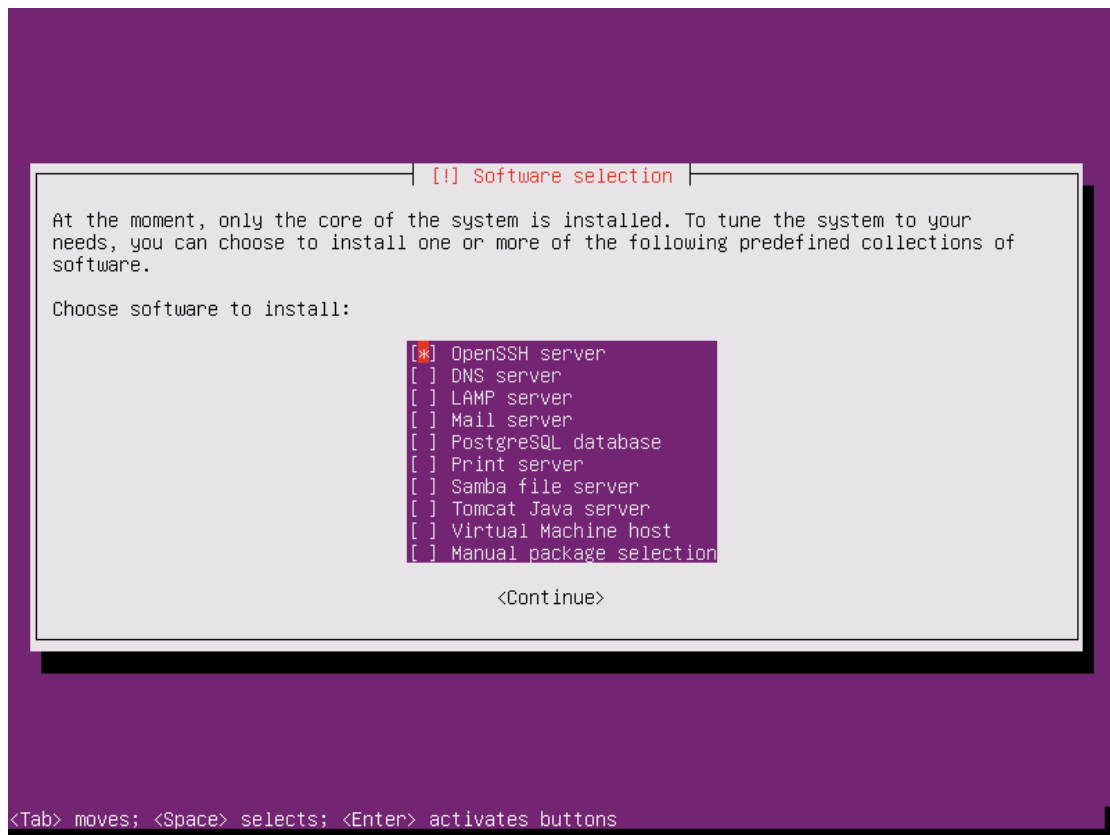 [!] Software selection
At the moment, only the core of the system is installed. To tune the system to your
needs, you can choose to install one or more of the following predefined collections of
software.
Choose software to install:
[*] OpenSSH server
[ ] DNS server
[ ] LAMP server
[ ] Mail server
[ ] PostgreSQL database
[ ] Print server
[ ] Samba file server
[ ] Tomcat Java server
[ ] Virtual Machine host
[ ] Manual package selection
<Continue>
<Tab> moves; <Space> selects; <Enter> activates buttons